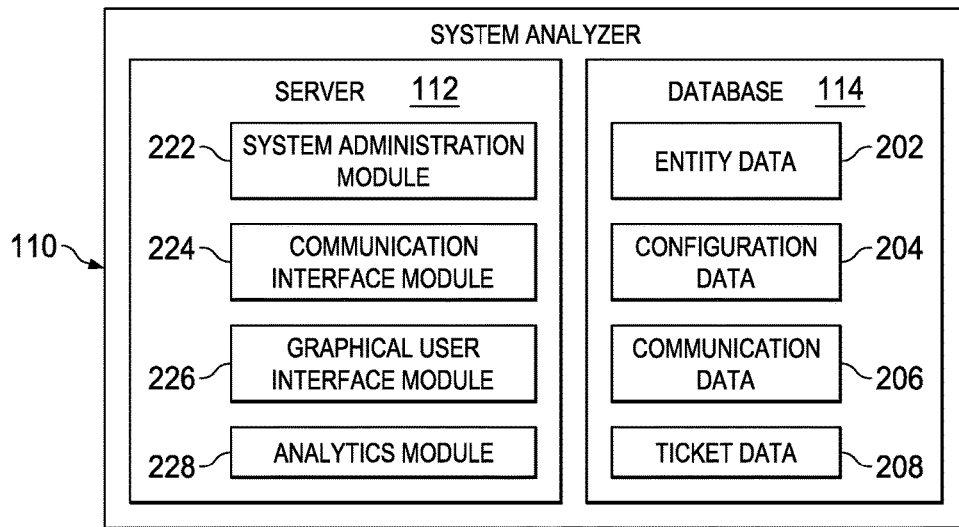 SYSTEM ANALYZER
SERVER 112
222
SYSTEM ADMINISTRATION
MODULE
224
COMMUNICATION
INTERFACE MODULE
110
226
GRAPHICAL USER
INTERFACE MODULE
228
ANALYTICS MODULE
DATABASE 114
ENTITY DATA
202
CONFIGURATION
DATA
204
COMMUNICATION
DATA
206
TICKET DATA
208